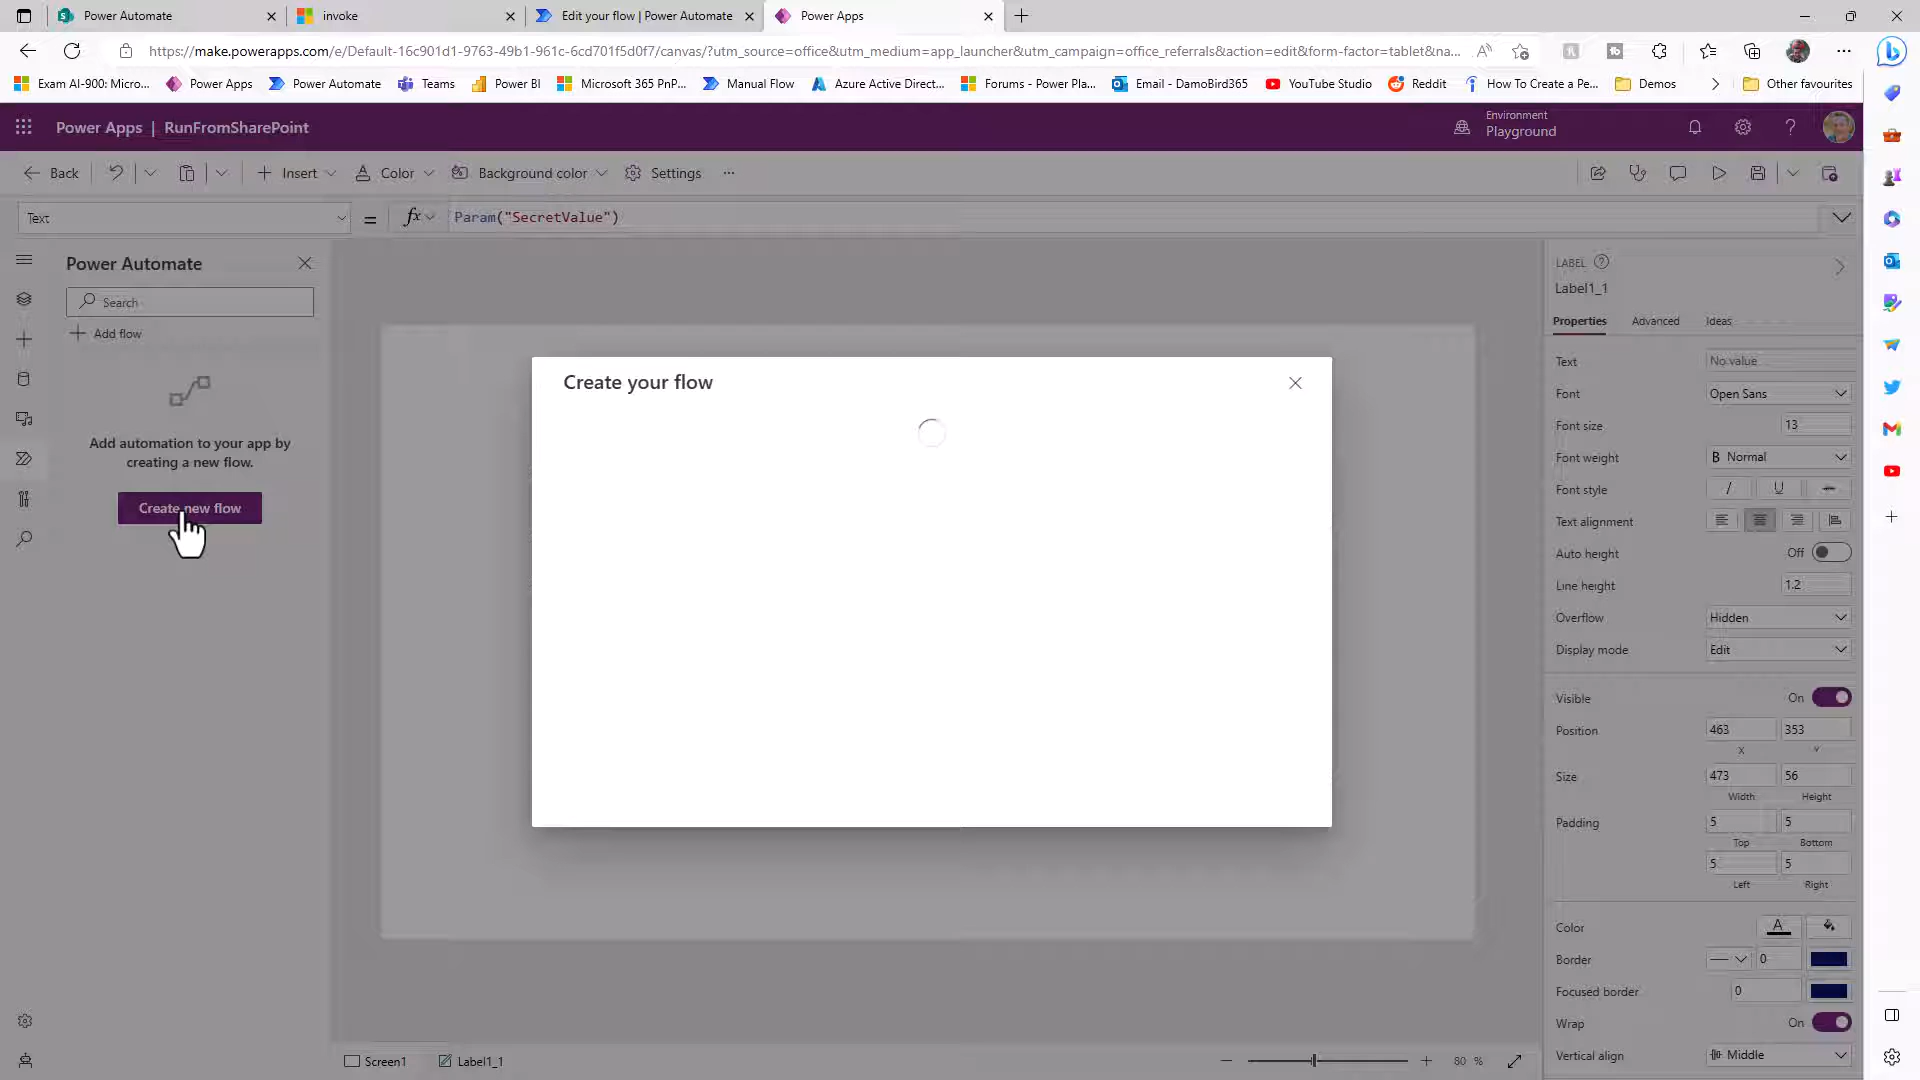 Power Automate
invoke
Edit your flow | Power Automate
Power Apps
https://make.powerapps.com/e/Default-16c901d1-9763-49b1-961c-6cd701f5d0f7/canvas/?utm_source=office&utm_medium=app_launcher&utm_campaign=office_referrals&action=edit&form-factor=tablet&na...
Exam AI-900: Micro...
Power Apps
Power Automate
Teams
Power BI
Microsoft 365 PnP...
Manual Flow
Azure Active Direct...
Forums - Power Pla...
Email - DamoBird365
YouTube Studio
Reddit
How To Create a Pe...
Demos
Other favourites
Power Apps | RunFromSharePoint
Environment
Playground
Back
Insert
Color
Background color
Settings
Text
= fx
Param("SecretValue")
Power Automate
Search
Add flow
Add automation to your app by
creating a new flow.
Create new flow
Create your flow
LABEL
Label1_1
Properties
Advanced
Ideas
Text
No value
Font
Open Sans
Font size
13
Font weight
B Normal
Font style
/ U
Text alignment
Auto height
Off
Line height
1.2
Overflow
Hidden
Display mode
Edit
Visible
On
Position
463
353
X
Y
Size
473
56
Width
Height
Padding
5
5
Top
Bottom
5
5
Left
Right
Color
A
Border
0
Focused border
0
Wrap
On
Vertical align
Middle
Screen1
Label1_1
80 %